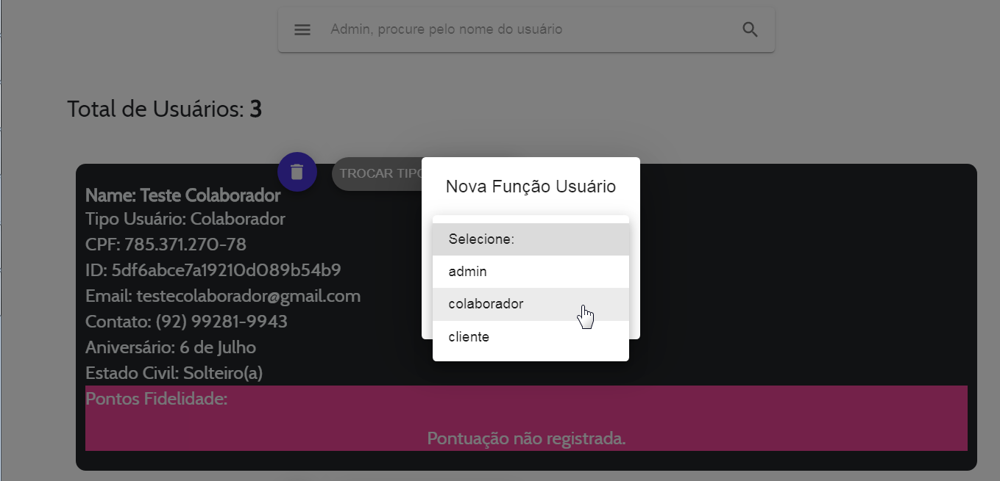 Admin, procure pelo nome do usuário
Total de Usuários: 3
TROCAR TIPO
Nova Função Usuário
Selecione:
admin
colaborador
cliente
Name: Teste Colaborador
Tipo Usuário: Colaborador
CPF: 785.371.270-78
ID: 5df6abce7a19210d089b54b9
Email: testecolaborador@gmail.com
Contato: (92) 99281-9943
Aniversário: 6 de Julho
Estado Civil: Solteiro(a)
Pontos Fidelidade:
Pontuação não registrada.